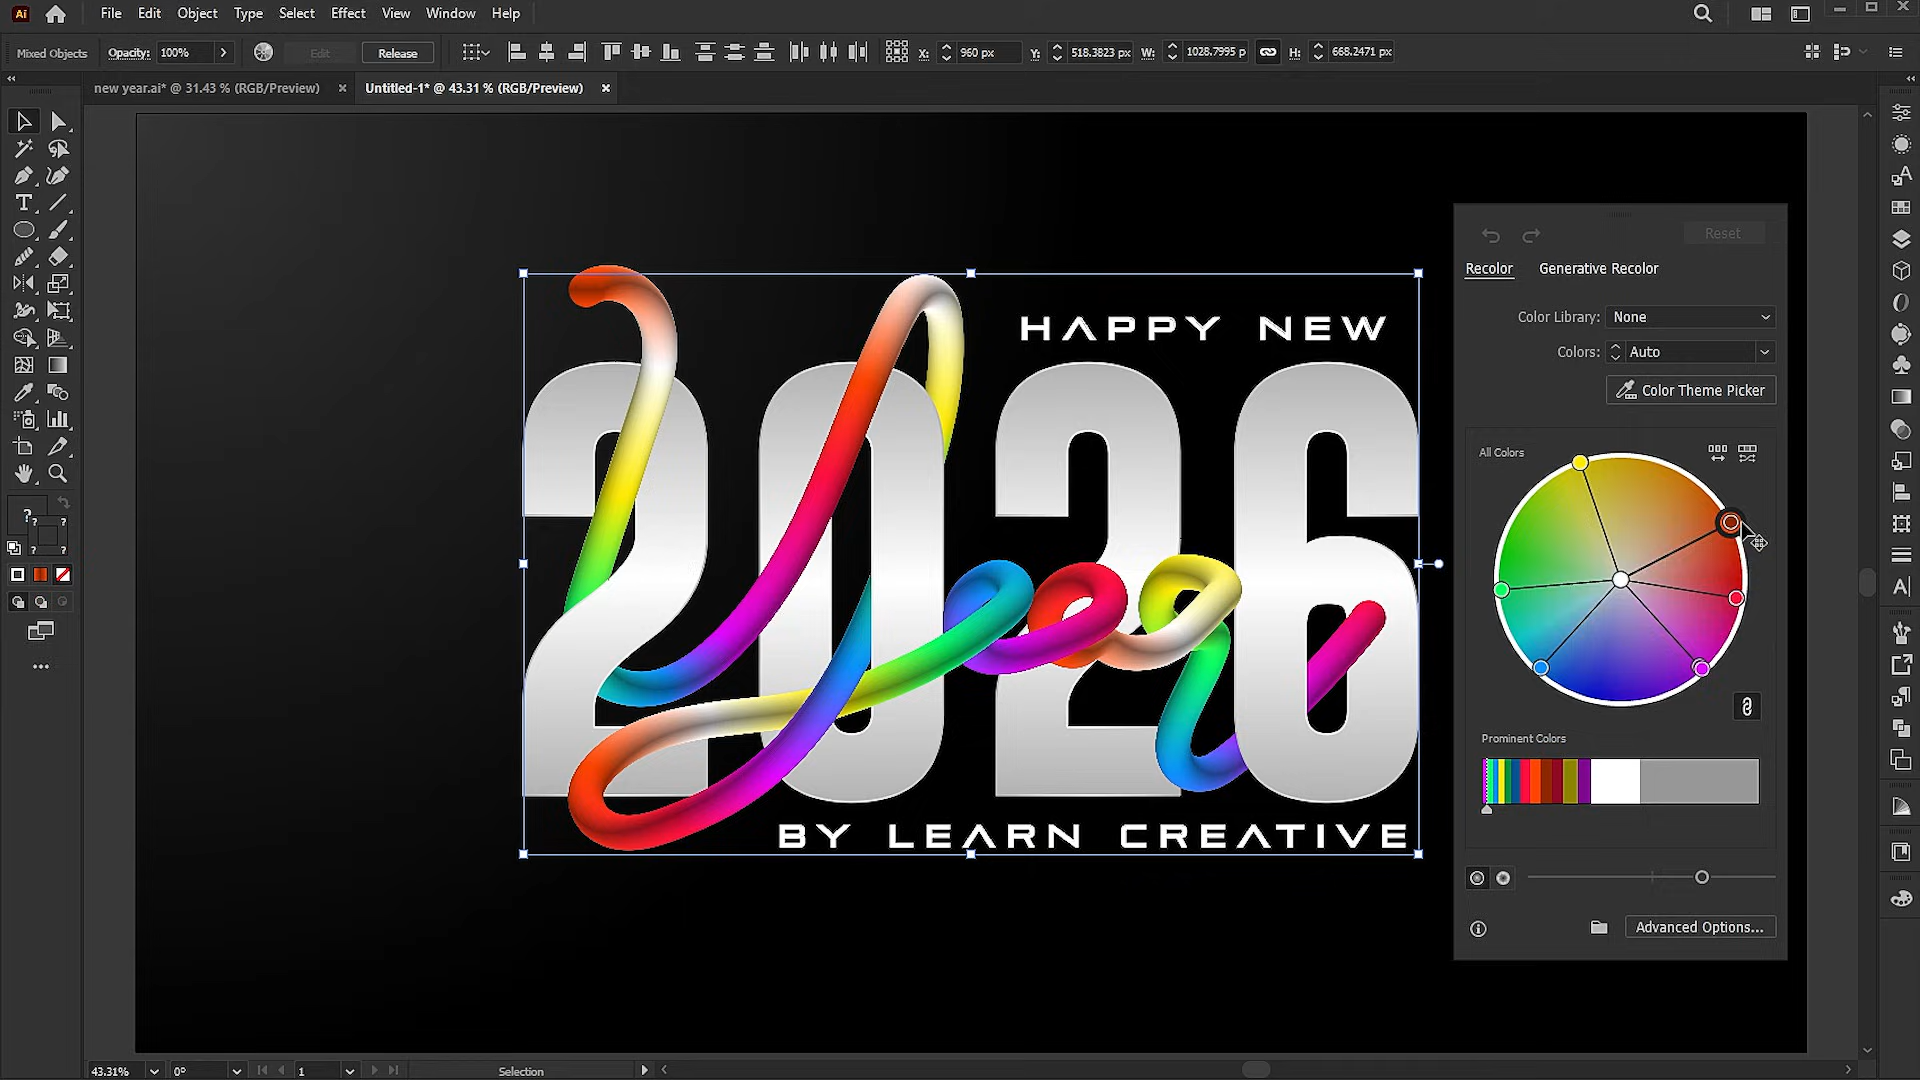 Ai File Edit Object Type Select Effect View Window Help
Mixed Objects Opacity: 100% Edit Release X: 960 px Y: 518.3823 px W: 1028.7995 p H: 668.2471 px
new year.ai* @ 31.43 % (RGB/Preview) × Untitled-1* @ 43.31 % (RGB/Preview) ×
Reset
Recolor Generative Recolor
Color Library: None
Colors: Auto
Color Theme Picker
All Colors
HAPPY NEW
2026
Year
BY LEARN CREATIVE
Prominent Colors
Advanced Options...
43.31% 0° 1 Selection